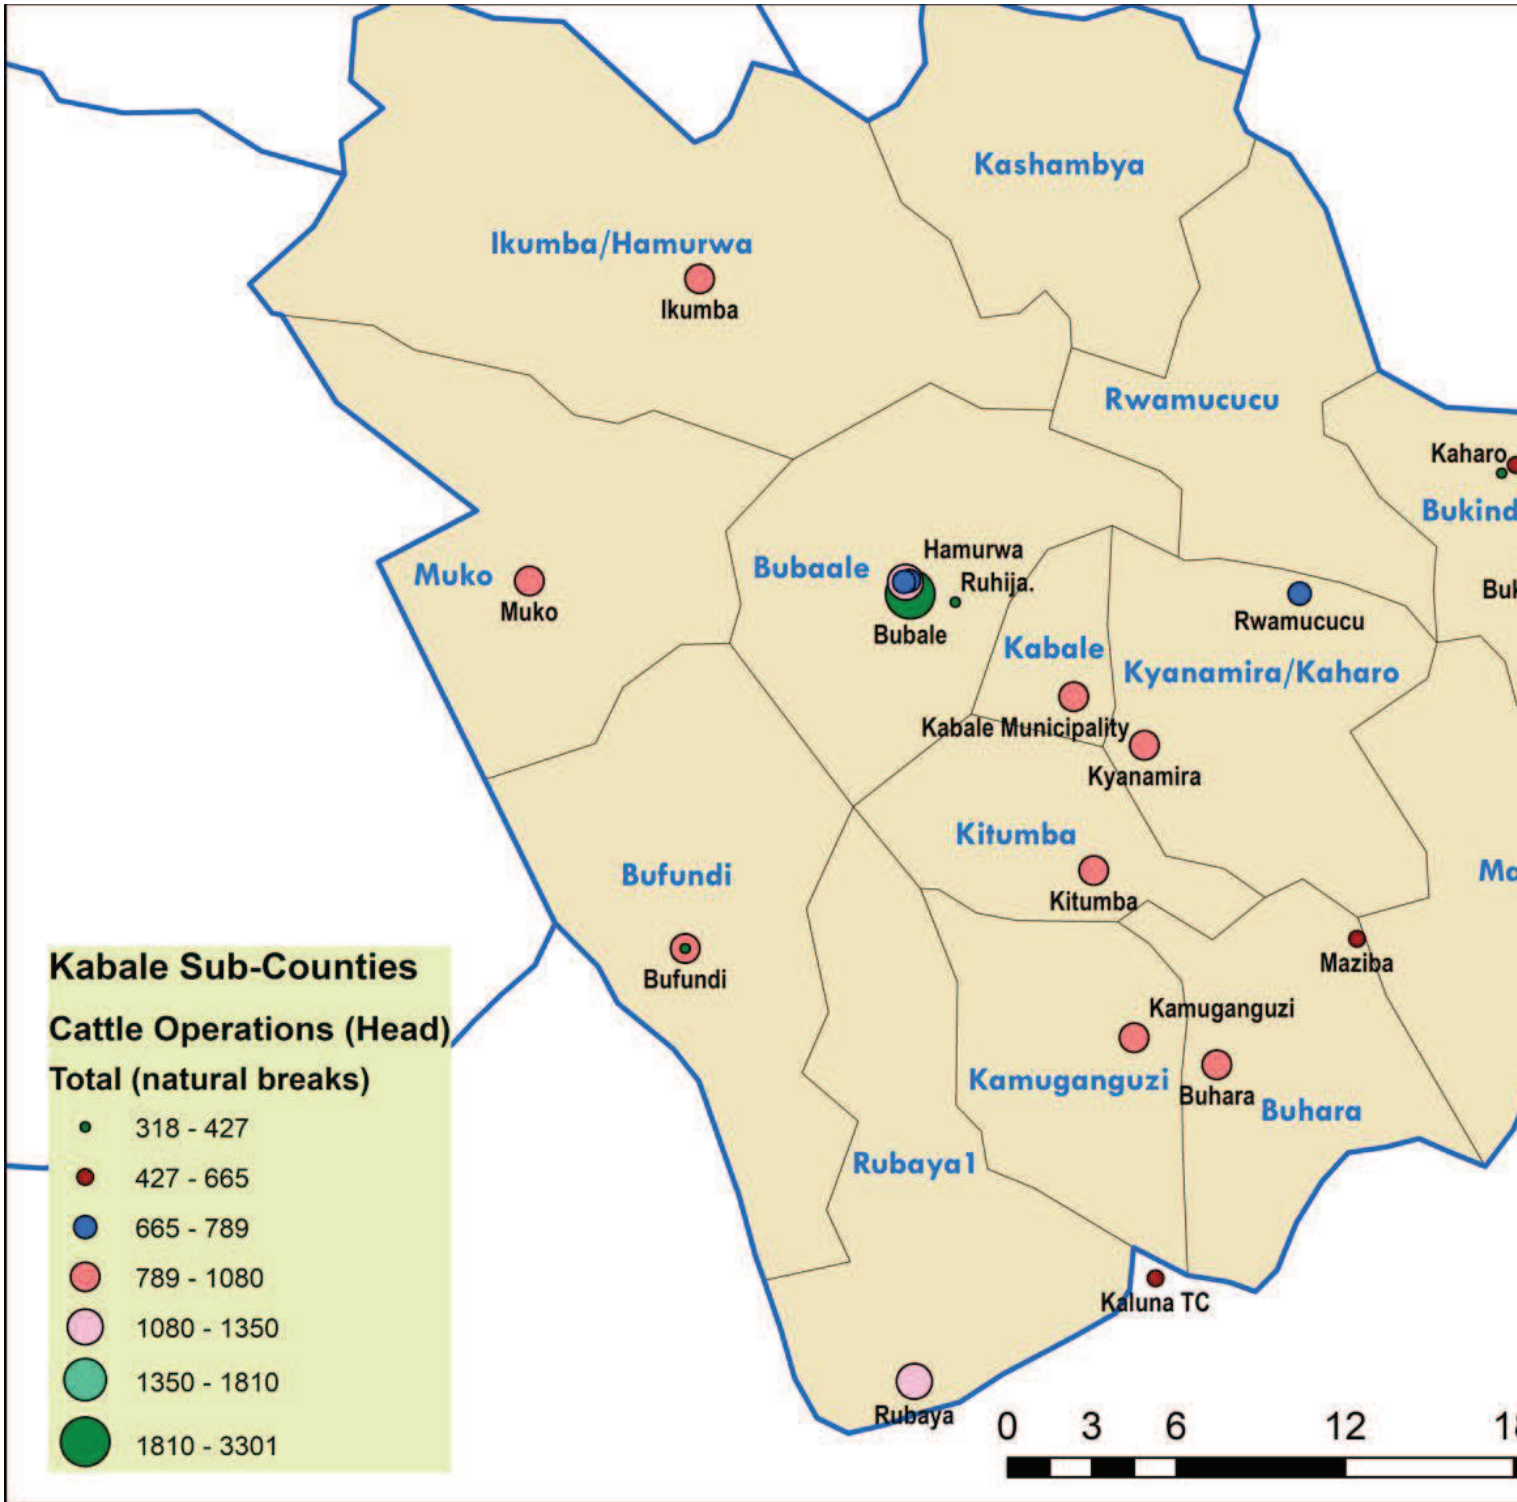 Kashambya
Ikumba/Hamurwa
Ikumba
Rwamucucu
Kaharo
Bukind
Hamurwa
Bubaale
Ruhija.
Muko
Buk
Muko
Rwamucucu
Bubale
Kabale
Kyanamira/Kaharo
Kabale Municipality
Kyanamira
Kitumba
Ma
Bufundi
Kitumba
Maziba
Bufundi
Kamuganguzi
Kamuganguzi
Buhara
Buhara
Rubaya1
Kaluna TC
Rubaya
Kabale Sub-Counties
Cattle Operations (Head)
Total (natural breaks)
318 - 427
427 - 665
665 - 789
789 - 1080
1080 - 1350
1350 - 1810
1810 - 3301
0 3 6 12 18